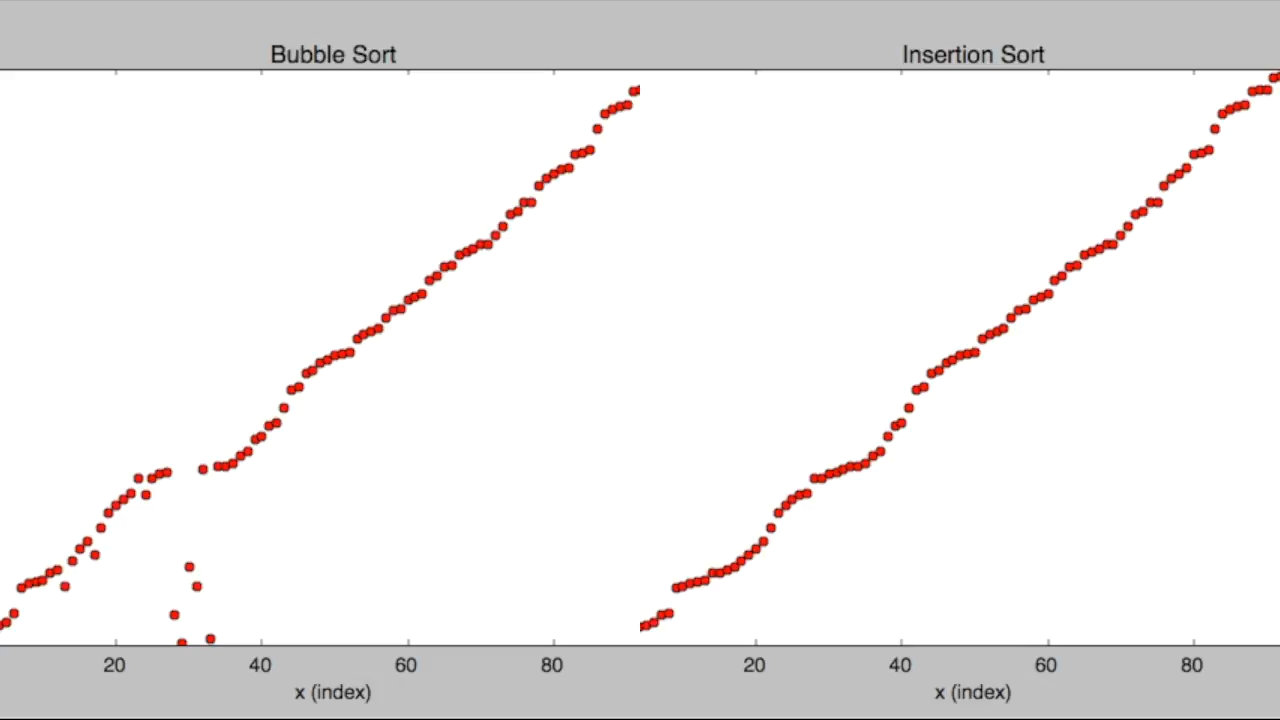 Bubble Sort
20 40 60 80
x (index)
Insertion Sort
20 40 60 80
x (index)